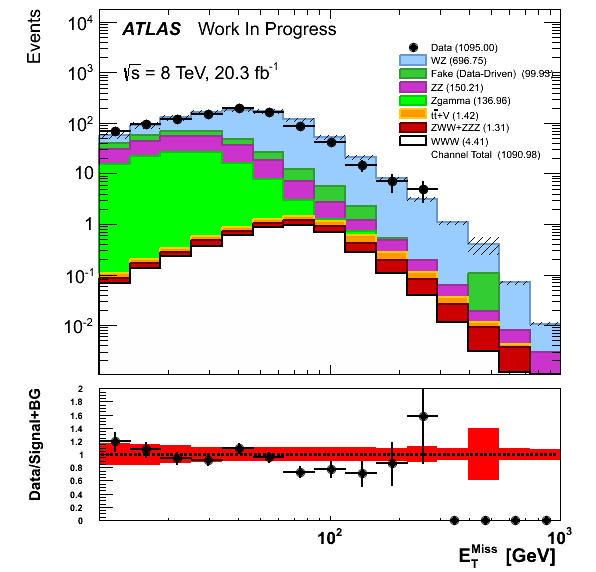 Events
ATLAS Work In Progress
√s = 8 TeV, 20.3 fb⁻¹
Data (1095.00)
WZ (696.75)
Fake (Data-Driven) (99.93)
ZZ (150.21)
Zgamma (136.96)
tt̄+V (1.42)
ZWW+ZZZ (1.31)
WWW (4.41)
Channel Total (1090.98)
10⁴
10³
10²
10
1
10⁻¹
10⁻²
Data/Signal+BG
2
1.8
1.6
1.4
1.2
1
0.8
0.6
0.4
0.2
0
10² 10³
E_T^Miss [GeV]